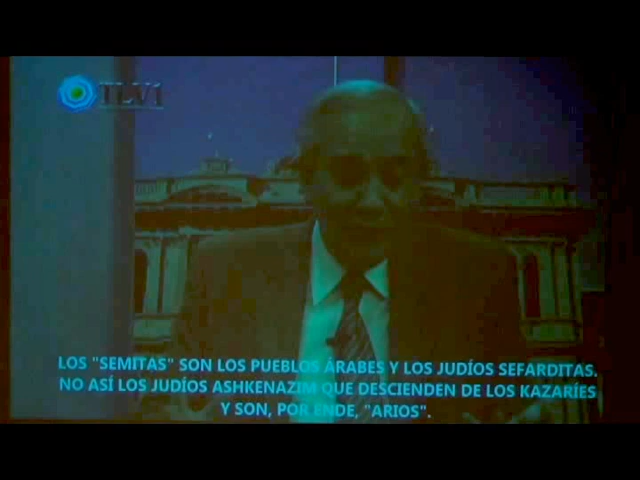 TLV1
LOS "SEMITAS" SON LOS PUEBLOS ÁRABES Y LOS JUDÍOS SEFARDITAS.
NO ASÍ LOS JUDÍOS ASHKENAZIM QUE DESCIENDEN DE LOS KAZARÍES
Y SON, POR ENDE, "ARIOS".